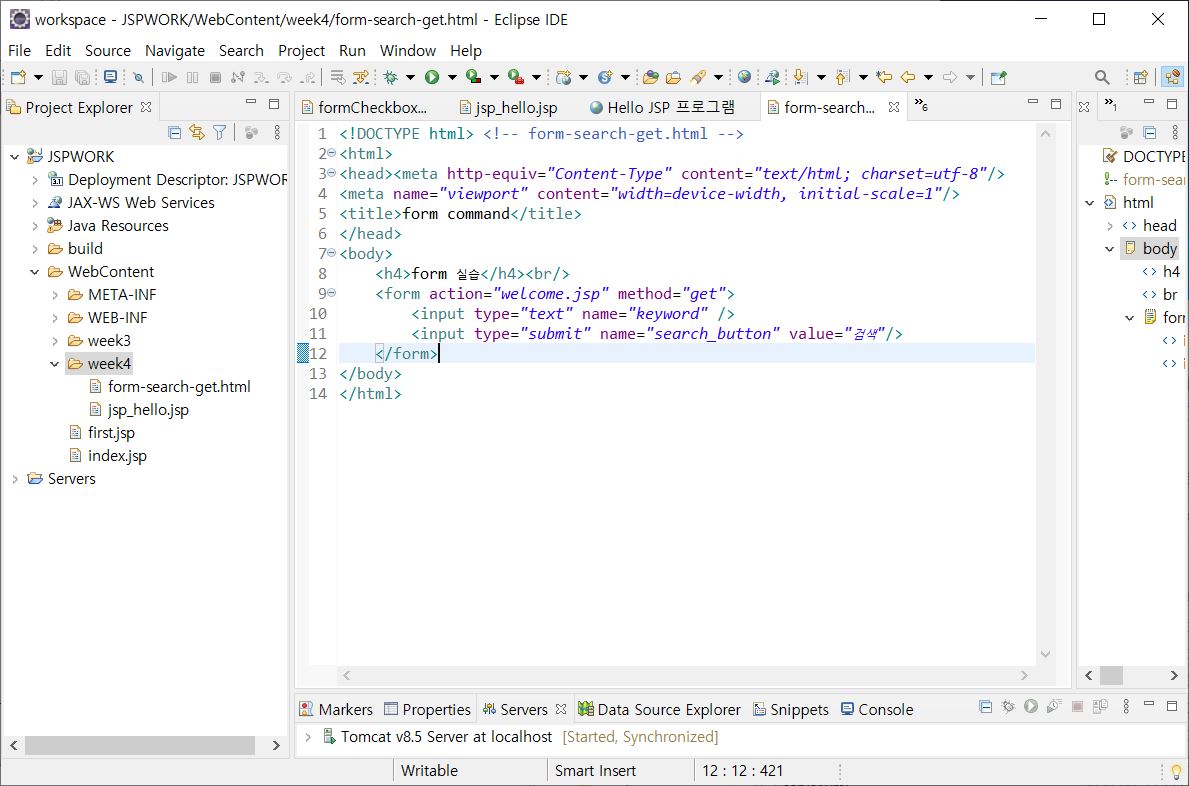 workspace - JSPWORK/WebContent/week4/form-search-get.html - Eclipse IDE
File Edit Source Navigate Search Project Run Window Help
Project Explorer
JSPWORK
Deployment Descriptor: JSPWOR
JAX-WS Web Services
Java Resources
build
WebContent
META-INF
WEB-INF
week3
week4
form-search-get.html
jsp_hello.jsp
first.jsp
index.jsp
Servers
formCheckbox... jsp_hello.jsp Hello JSP 프로그램 form-search... »6
1 <!DOCTYPE html> <!-- form-search-get.html -->
2 <html>
3 <head><meta http-equiv="Content-Type" content="text/html; charset=utf-8"/>
4 <meta name="viewport" content="width=device-width, initial-scale=1"/>
5 <title>form command</title>
6 </head>
7 <body>
8 <h4>form 실습</h4><br/>
9 <form action="welcome.jsp" method="get">
10 <input type="text" name="keyword" />
11 <input type="submit" name="search_button" value="검색"/>
12 </form>
13 </body>
14 </html>
»1
DOCTYPE
form-sea
html
head
body
h4
br
for
Markers Properties Servers Data Source Explorer Snippets Console
Tomcat v8.5 Server at localhost [Started, Synchronized]
Writable Smart Insert 12 : 12 : 421